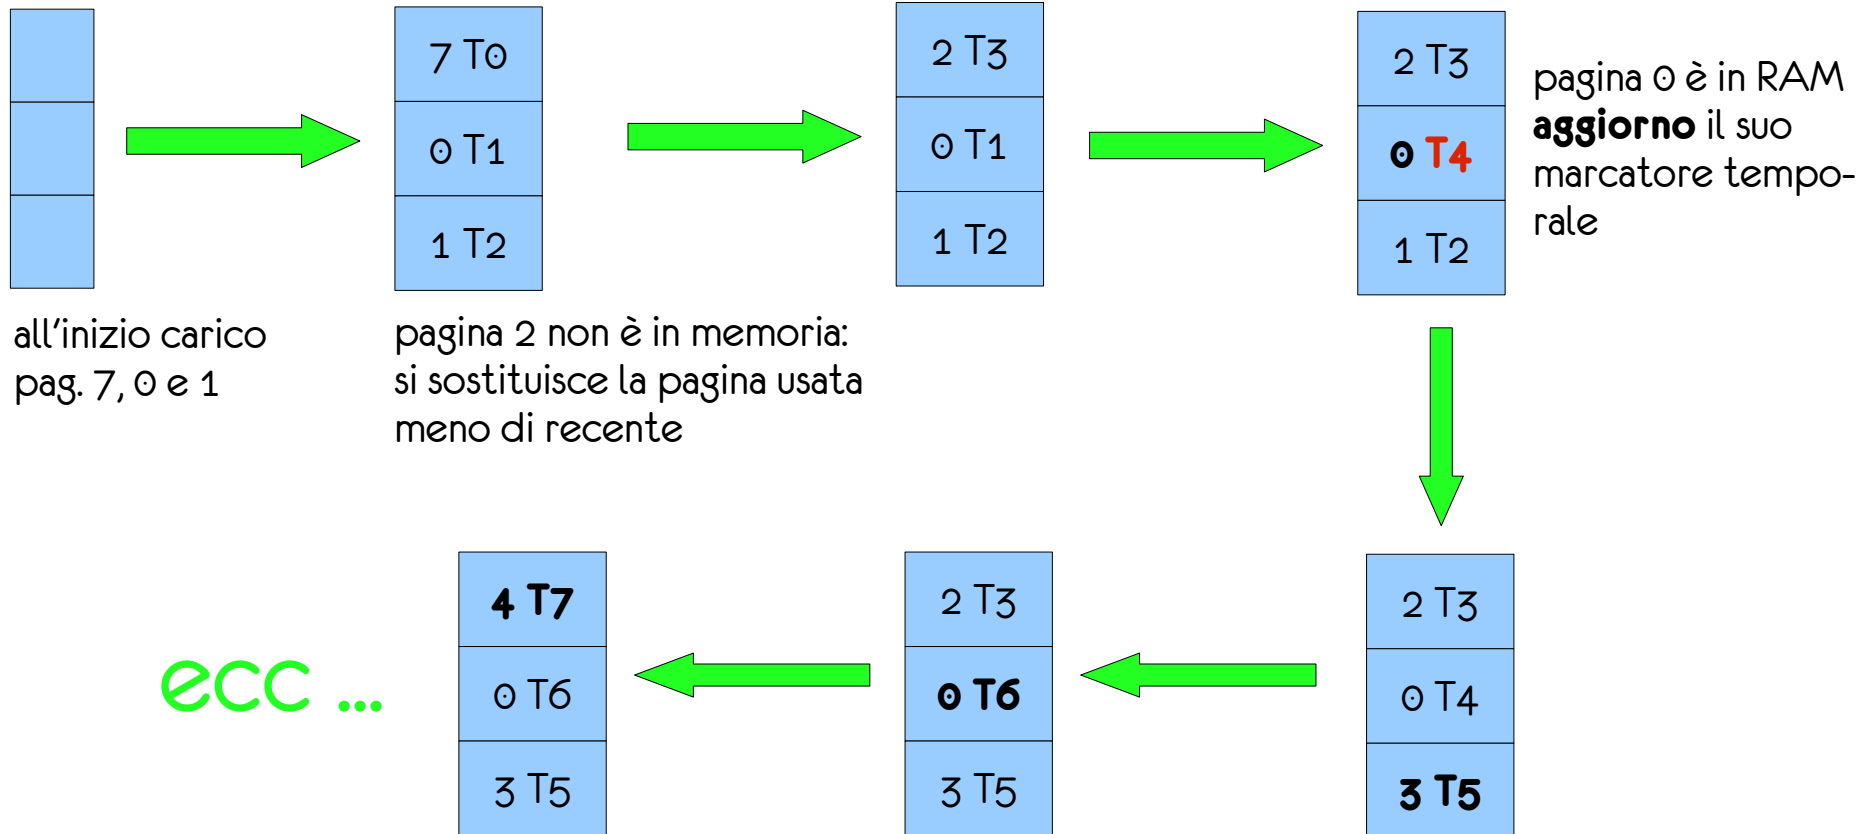 7 T0
0 T1
1 T2
2 T3
0 T1
1 T2
2 T3
0 T4
1 T2
pagina 0 è in RAM
aggiorno il suo
marcatore tempo-
rale
all'inizio carico
pag. 7, 0 e 1
pagina 2 non è in memoria:
si sostituisce la pagina usata
meno di recente
2 T3
0 T4
3 T5
2 T3
0 T6
3 T5
4 T7
0 T6
3 T5
ecc ...